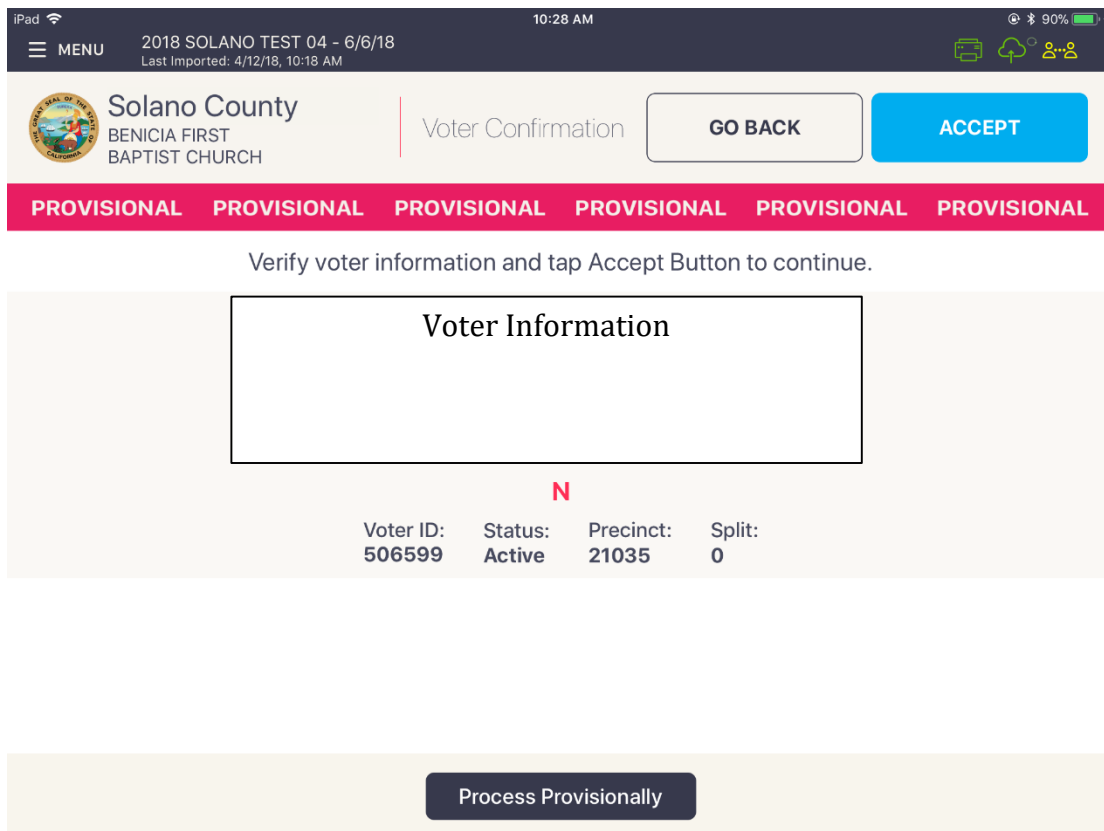 iPad 10:28 AM 90%
MENU 2018 SOLANO TEST 04 - 6/6/18
Last Imported: 4/12/18, 10:18 AM
Solano County
BENICIA FIRST
BAPTIST CHURCH
Voter Confirmation
GO BACK
ACCEPT
PROVISIONAL PROVISIONAL PROVISIONAL PROVISIONAL PROVISIONAL PROVISIONAL
Verify voter information and tap Accept Button to continue.
Voter Information
N
Voter ID: Status: Precinct: Split:
506599 Active 21035 0
Process Provisionally